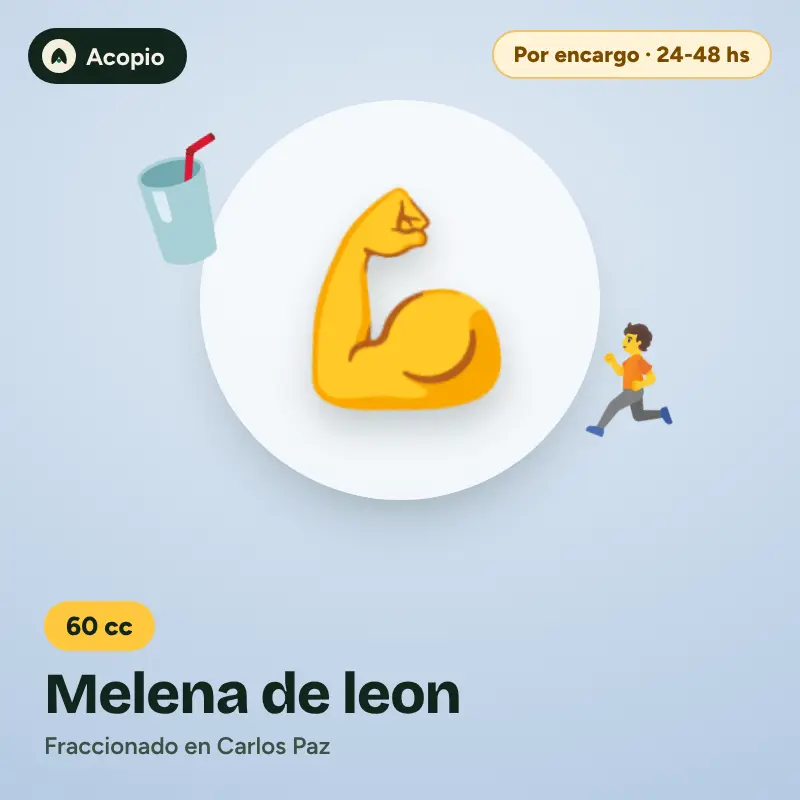 Acopio
Por encargo · 24-48 hs
60 cc
Melena de leon
Fraccionado en Carlos Paz